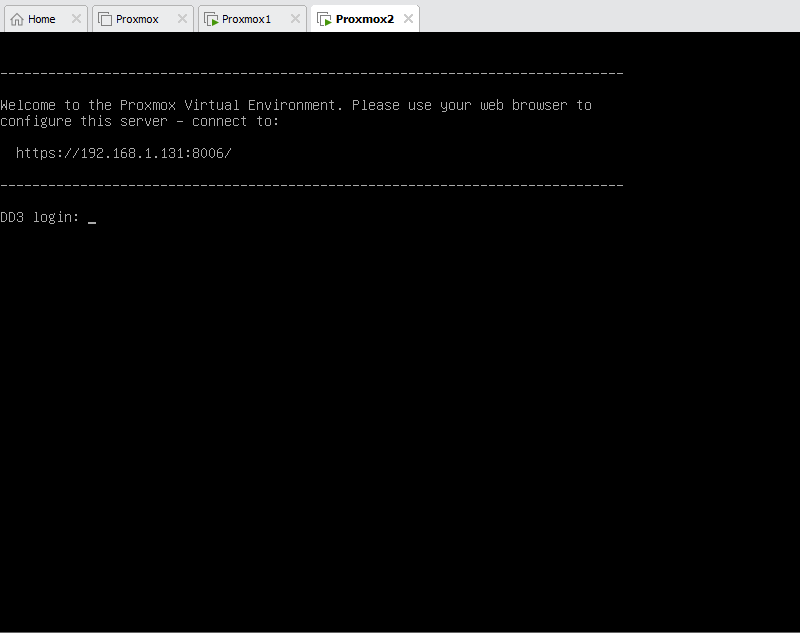 Home
Proxmox
Proxmox1
Proxmox2
-------------------------------------------------------------------------------
Welcome to the Proxmox Virtual Environment. Please use your web browser to
configure this server - connect to:
https://192.168.1.131:8006/
-------------------------------------------------------------------------------
DD3 login: _